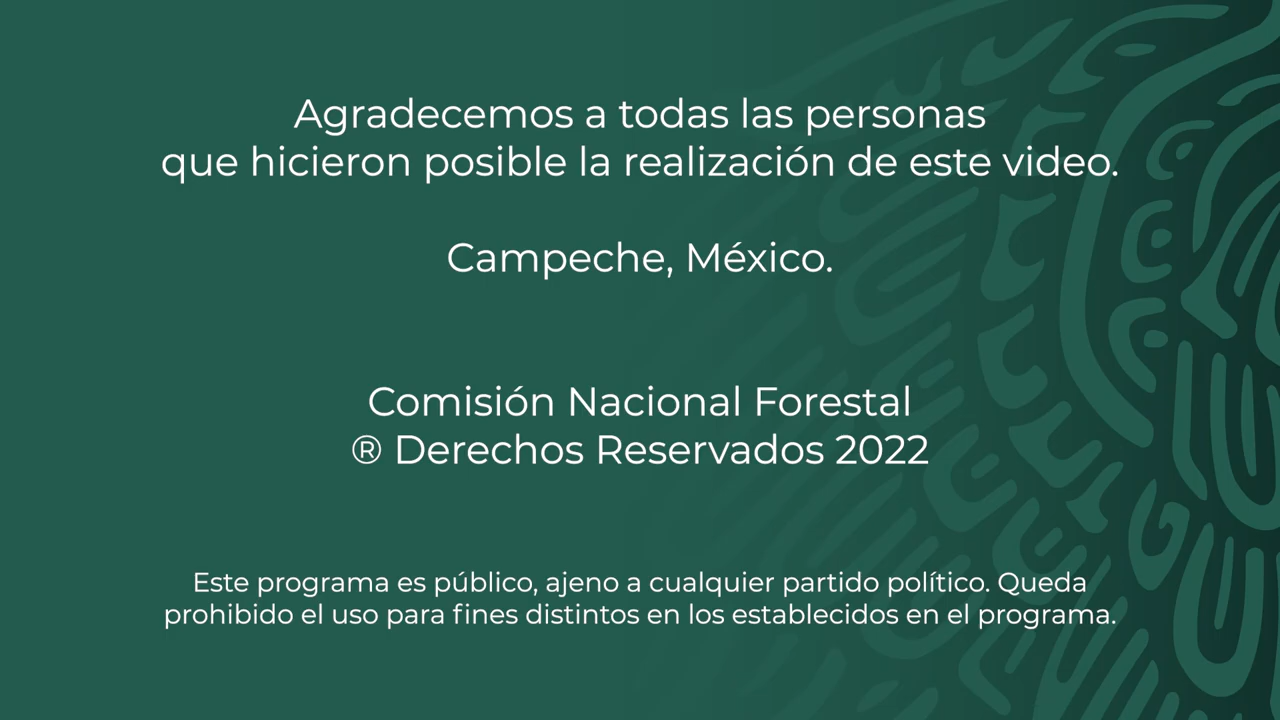 Agradecemos a todas las personas
que hicieron posible la realización de este video.
Campeche, México.
Comisión Nacional Forestal
® Derechos Reservados 2022
Este programa es público, ajeno a cualquier partido político. Queda
prohibido el uso para fines distintos en los establecidos en el programa.